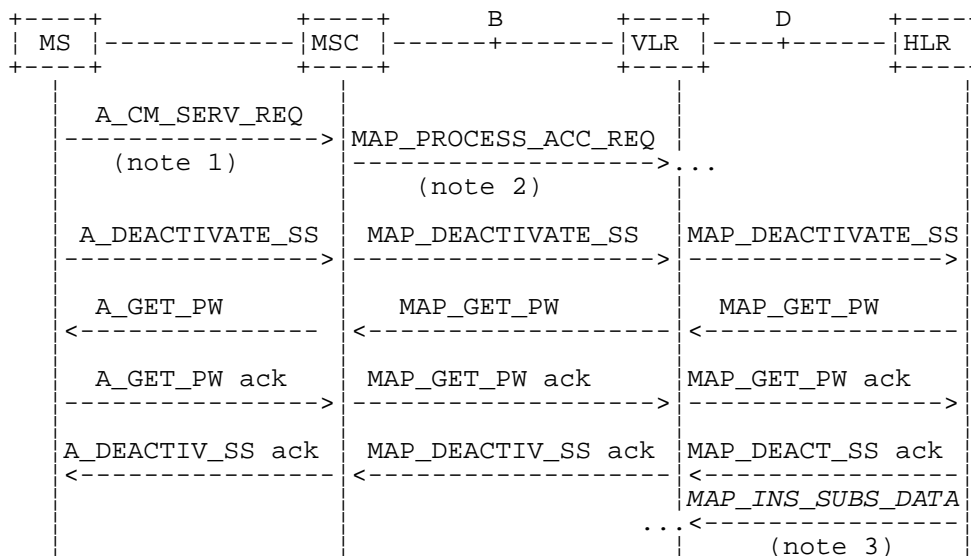 B D
MS MSC VLR HLR
A_CM_SERV_REQ
MAP_PROCESS_ACC_REQ
(note 1) ...
(note 2)
A_DEACTIVATE_SS MAP_DEACTIVATE_SS MAP_DEACTIVATE_SS
A_GET_PW MAP_GET_PW MAP_GET_PW
A_GET_PW ack MAP_GET_PW ack MAP_GET_PW ack
A_DEACTIV_SS ack MAP_DEACTIV_SS ack MAP_DEACT_SS ack
MAP_INS_SUBS_DATA
...
(note 3)